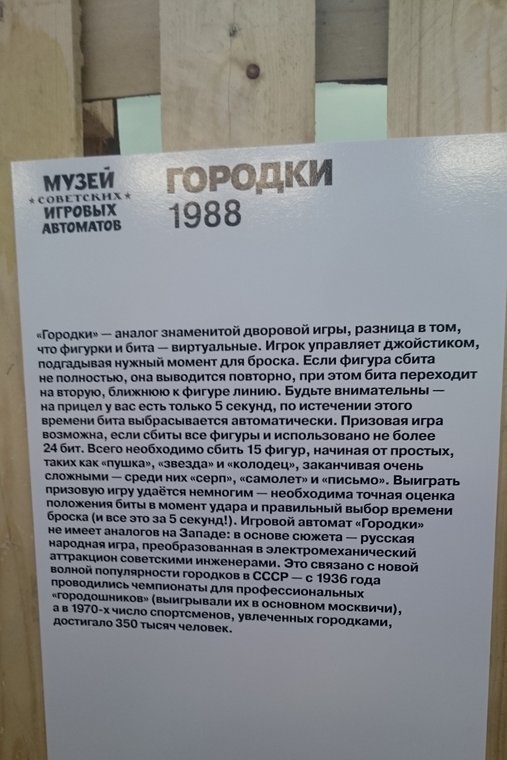 МУЗЕЙ
★СОВЕТСКИХ★
ИГРОВЫХ
АВТОМАТОВ
ГОРОДКИ
1988
«Городки» — аналог знаменитой дворовой игры, разница в том,
что фигурки и бита — виртуальные. Игрок управляет джойстиком,
подгадывая нужный момент для броска. Если фигура сбита
не полностью, она выводится повторно, при этом бита переходит
на вторую, ближнюю к фигуре линию. Будьте внимательны —
на прицел у вас есть только 5 секунд, по истечении этого
времени бита выбрасывается автоматически. Призовая игра
возможна, если сбиты все фигуры и использовано не более
24 бит. Всего необходимо сбить 15 фигур, начиная от простых,
таких как «пушка», «звезда» и «колодец», заканчивая очень
сложными — среди них «серп», «самолет» и «письмо». Выиграть
призовую игру удаётся немногим — необходима точная оценка
положения биты в момент удара и правильный выбор времени
броска (и все это за 5 секунд!). Игровой автомат «Городки»
не имеет аналогов на Западе: в основе сюжета — русская
народная игра, преобразованная в электромеханический
аттракцион советскими инженерами. Это связано с новой
волной популярности городков в СССР — с 1936 года
проводились чемпионаты для профессиональных
«городошников» (выигрывали их в основном москвичи),
а в 1970-х число спортсменов, увлеченных городками,
достигало 350 тысяч человек.